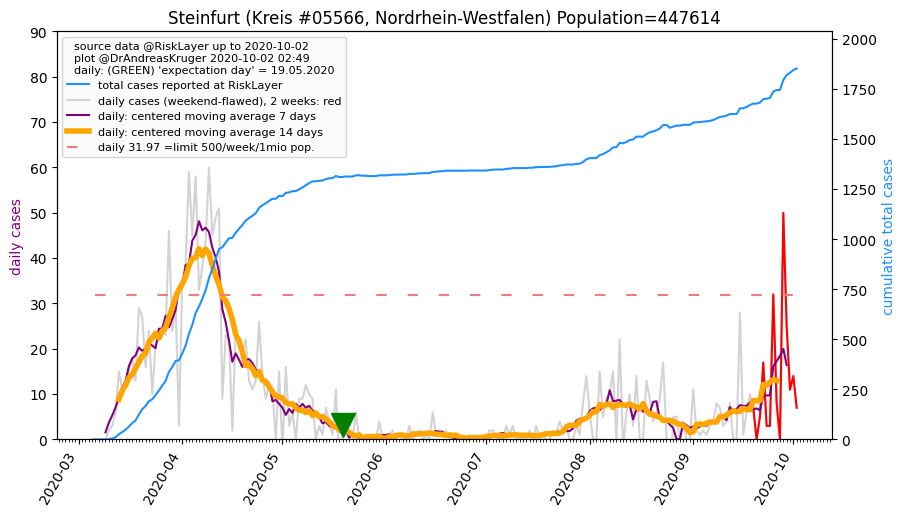 Steinfurt (Kreis #05566, Nordrhein-Westfalen) Population=447614
source data @RiskLayer up to 2020-10-02
plot @DrAndreasKruger 2020-10-02 02:49
daily: (GREEN) 'expectation day' = 19.05.2020
total cases reported at RiskLayer
daily cases (weekend-flawed), 2 weeks: red
daily: centered moving average 7 days
daily: centered moving average 14 days
daily 31.97 =limit 500/week/1mio pop.
daily cases
90
80
70
60
50
40
30
20
10
0
cumulative total cases
2000
1750
1500
1250
1000
750
500
250
0
2020-03
2020-04
2020-05
2020-06
2020-07
2020-08
2020-09
2020-10